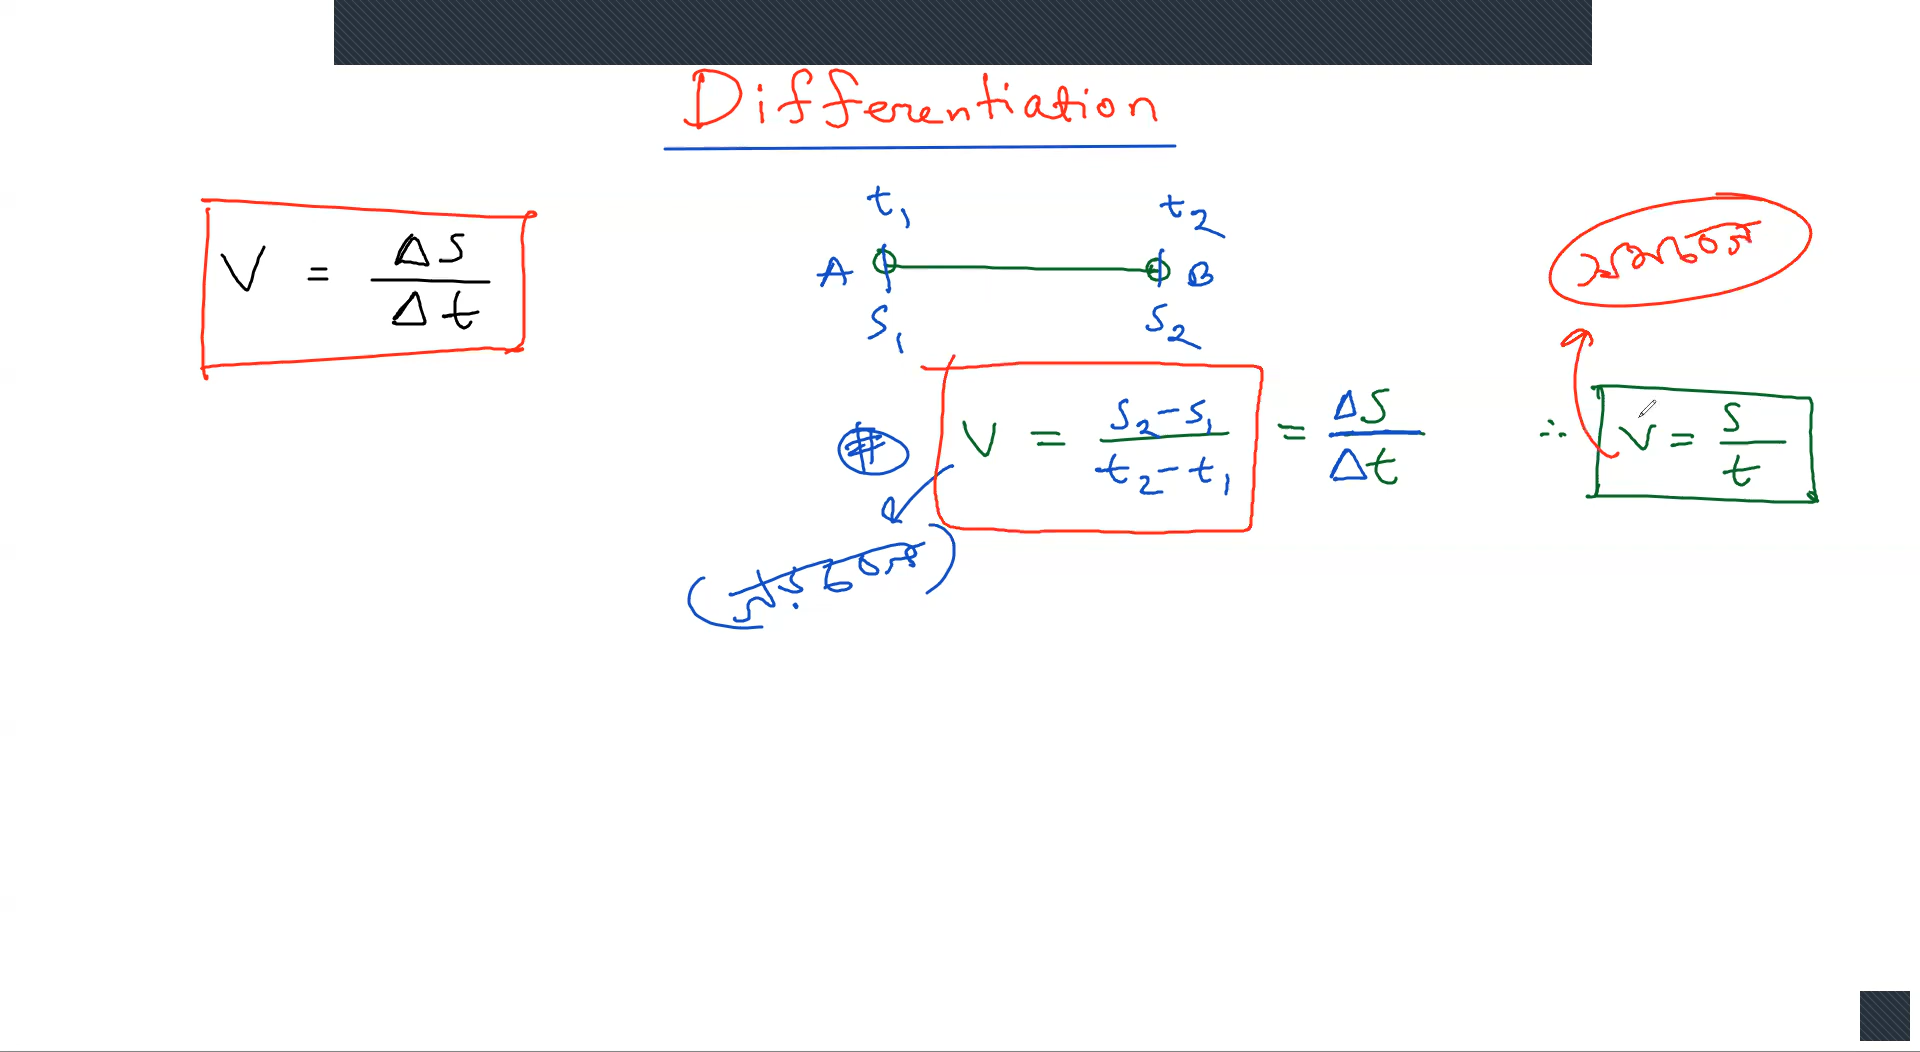 Differentiation
t₁ t₂
A B
S₁ S₂
V = ΔS/Δt
# V = (S₂-S₁)/(t₂-t₁) = ΔS/Δt ∴ V = S/t